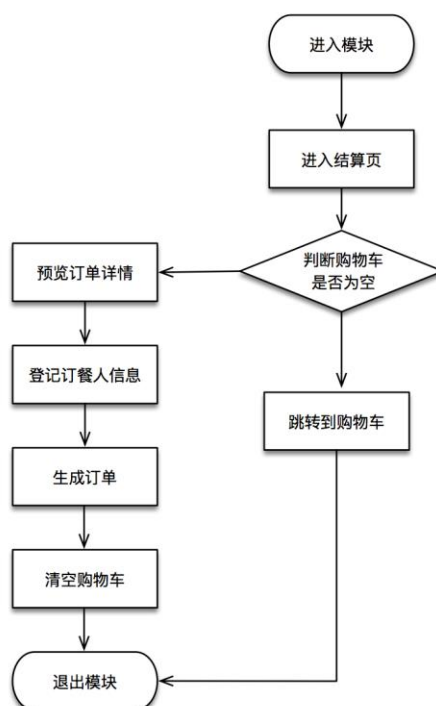 进入模块
进入结算页
判断购物车
是否为空
预览订单详情
登记订餐人信息
跳转到购物车
生成订单
清空购物车
退出模块